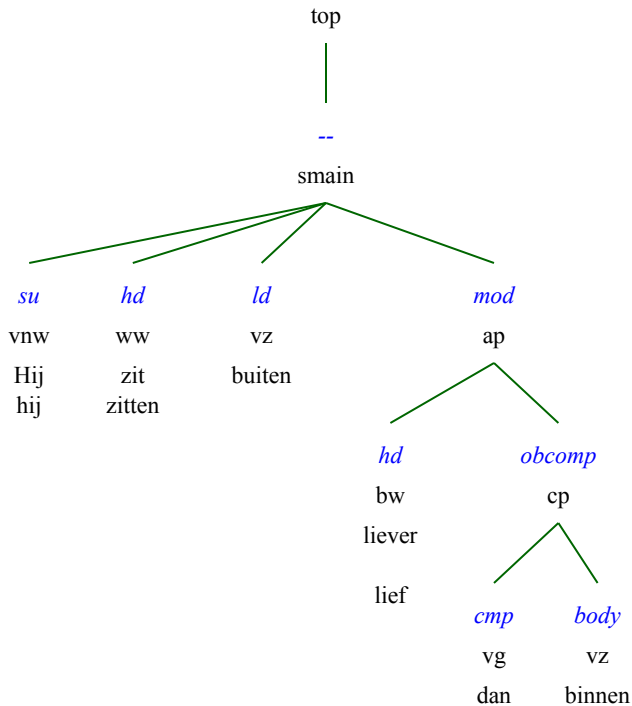 top
--
smain
su hd ld mod
vnw ww vz ap
Hij zit buiten
hij zitten
hd obcomp
bw cp
liever
lief
cmp body
vg vz
dan binnen